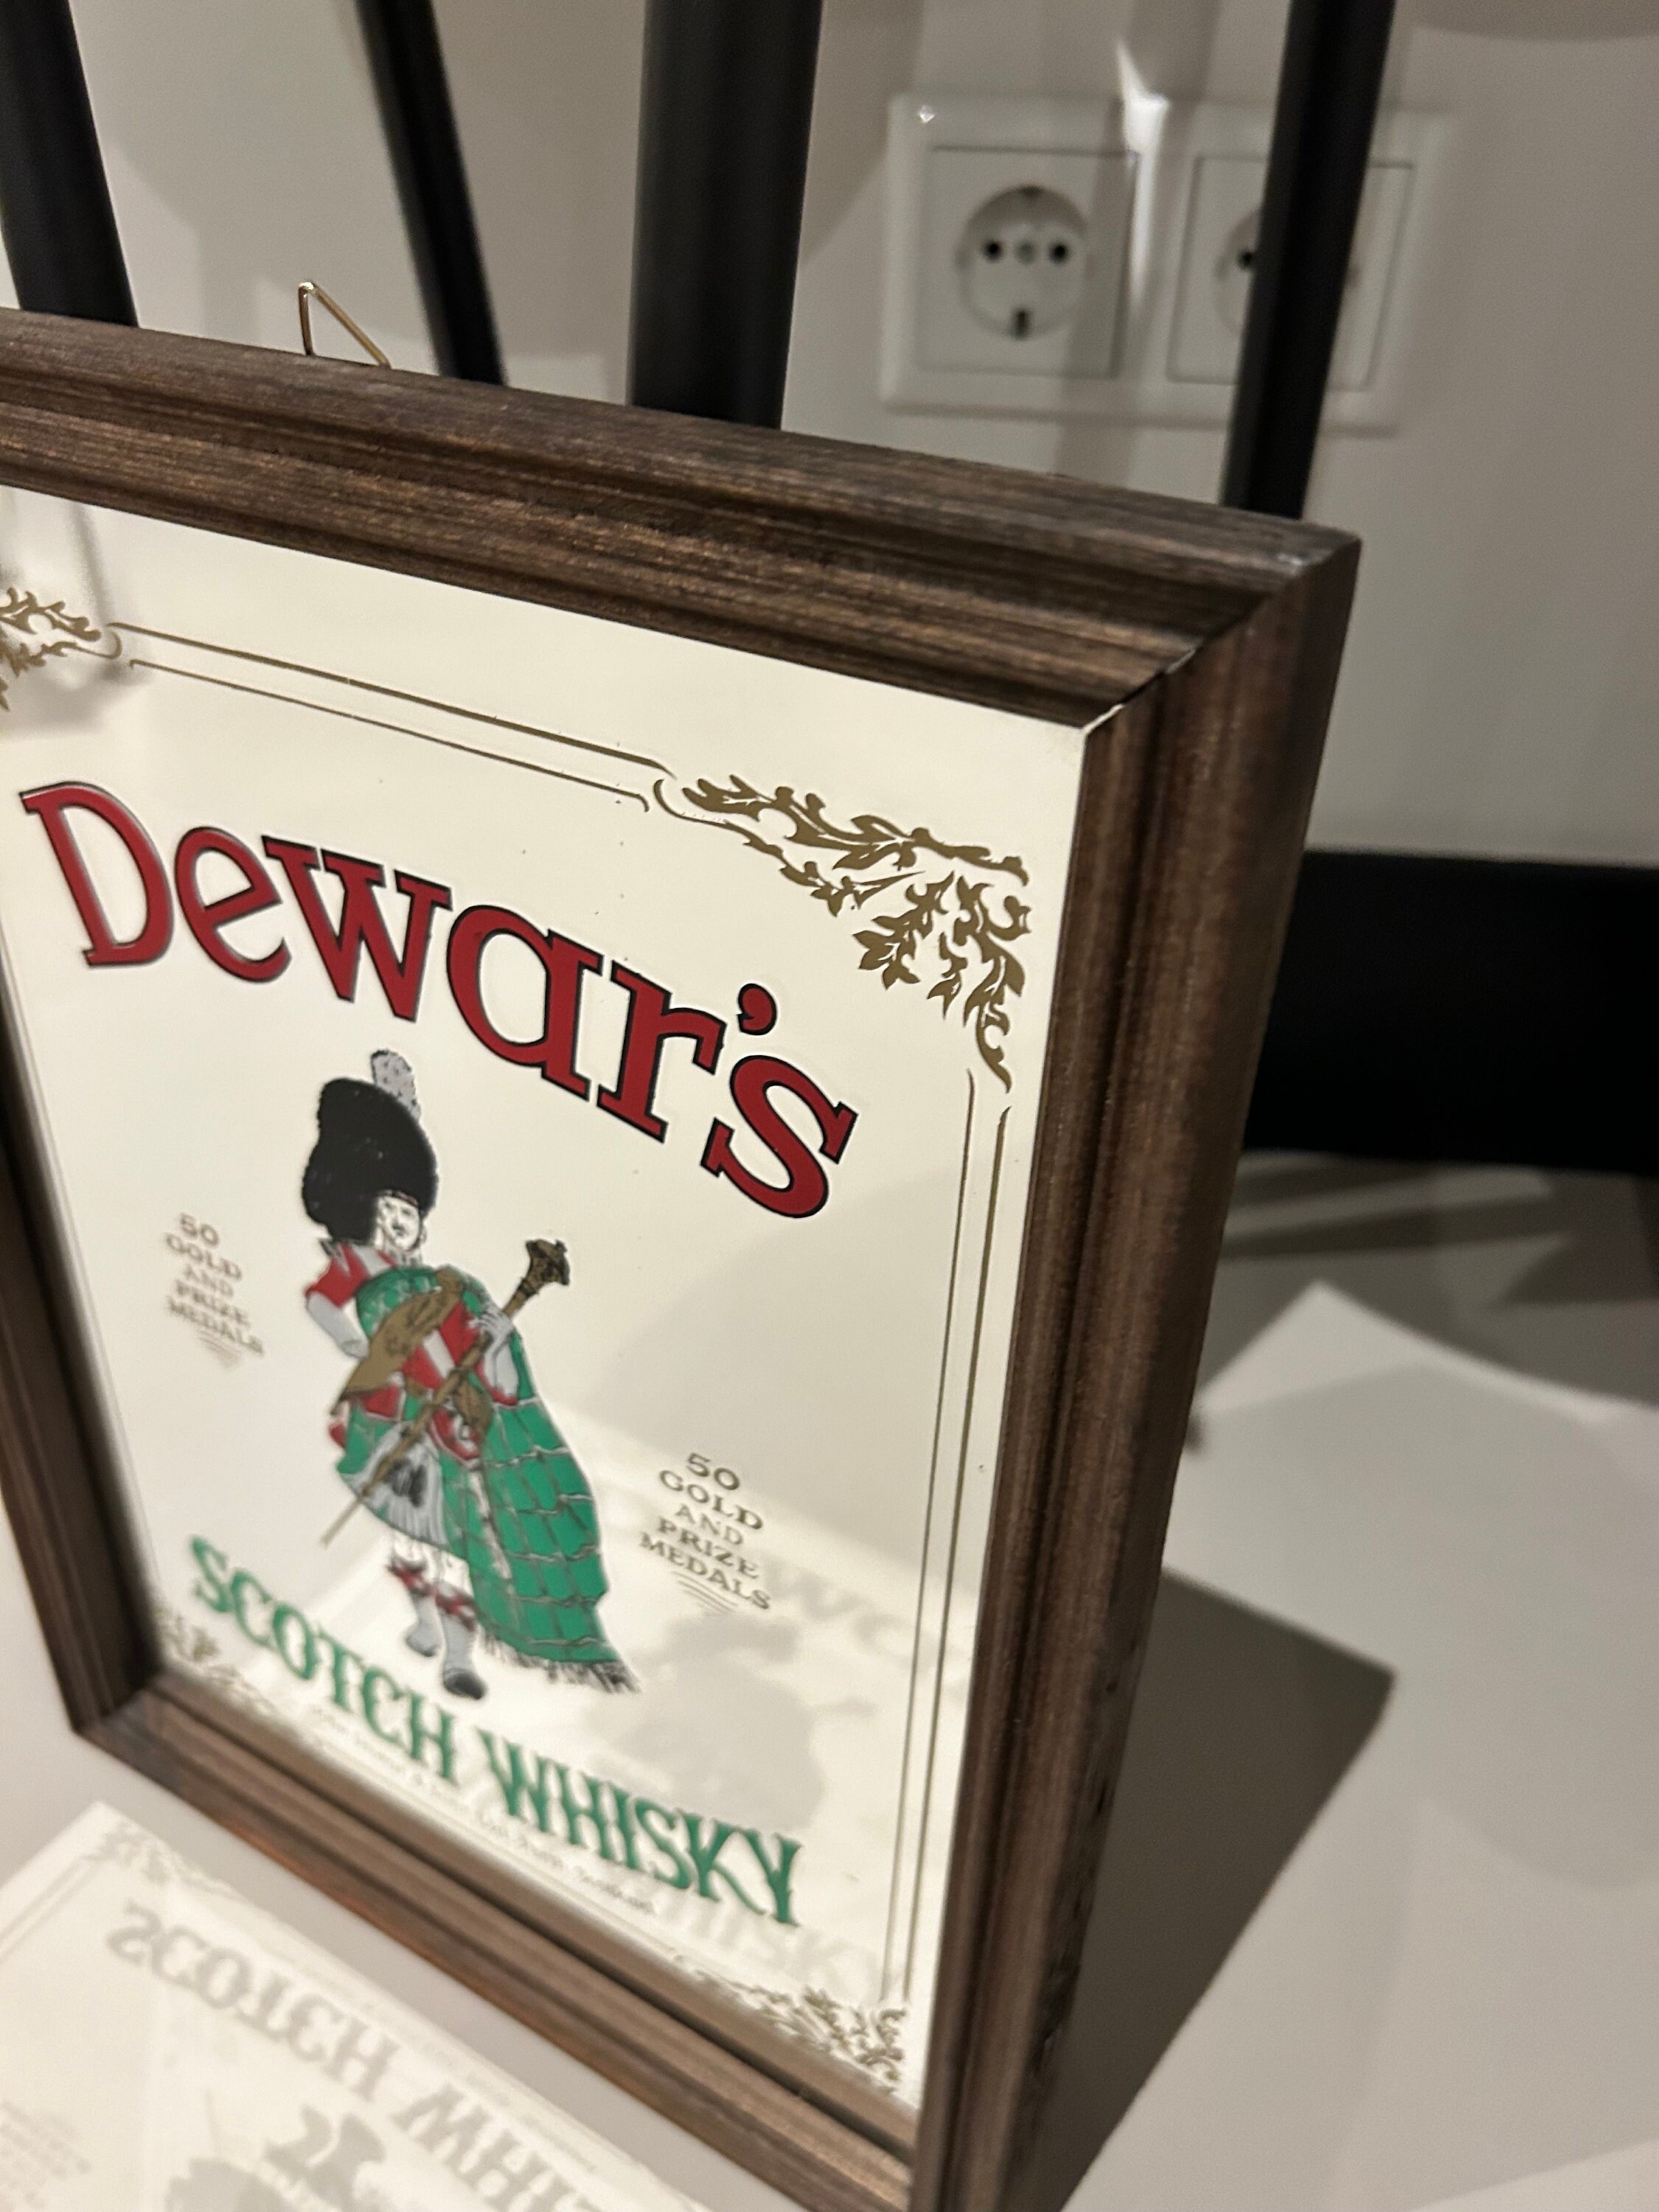 Dewar's
50
GOLD
AND
PRIZE
MEDALS
50
GOLD
AND
PRIZE
MEDALS
SCOTCH WHISKY